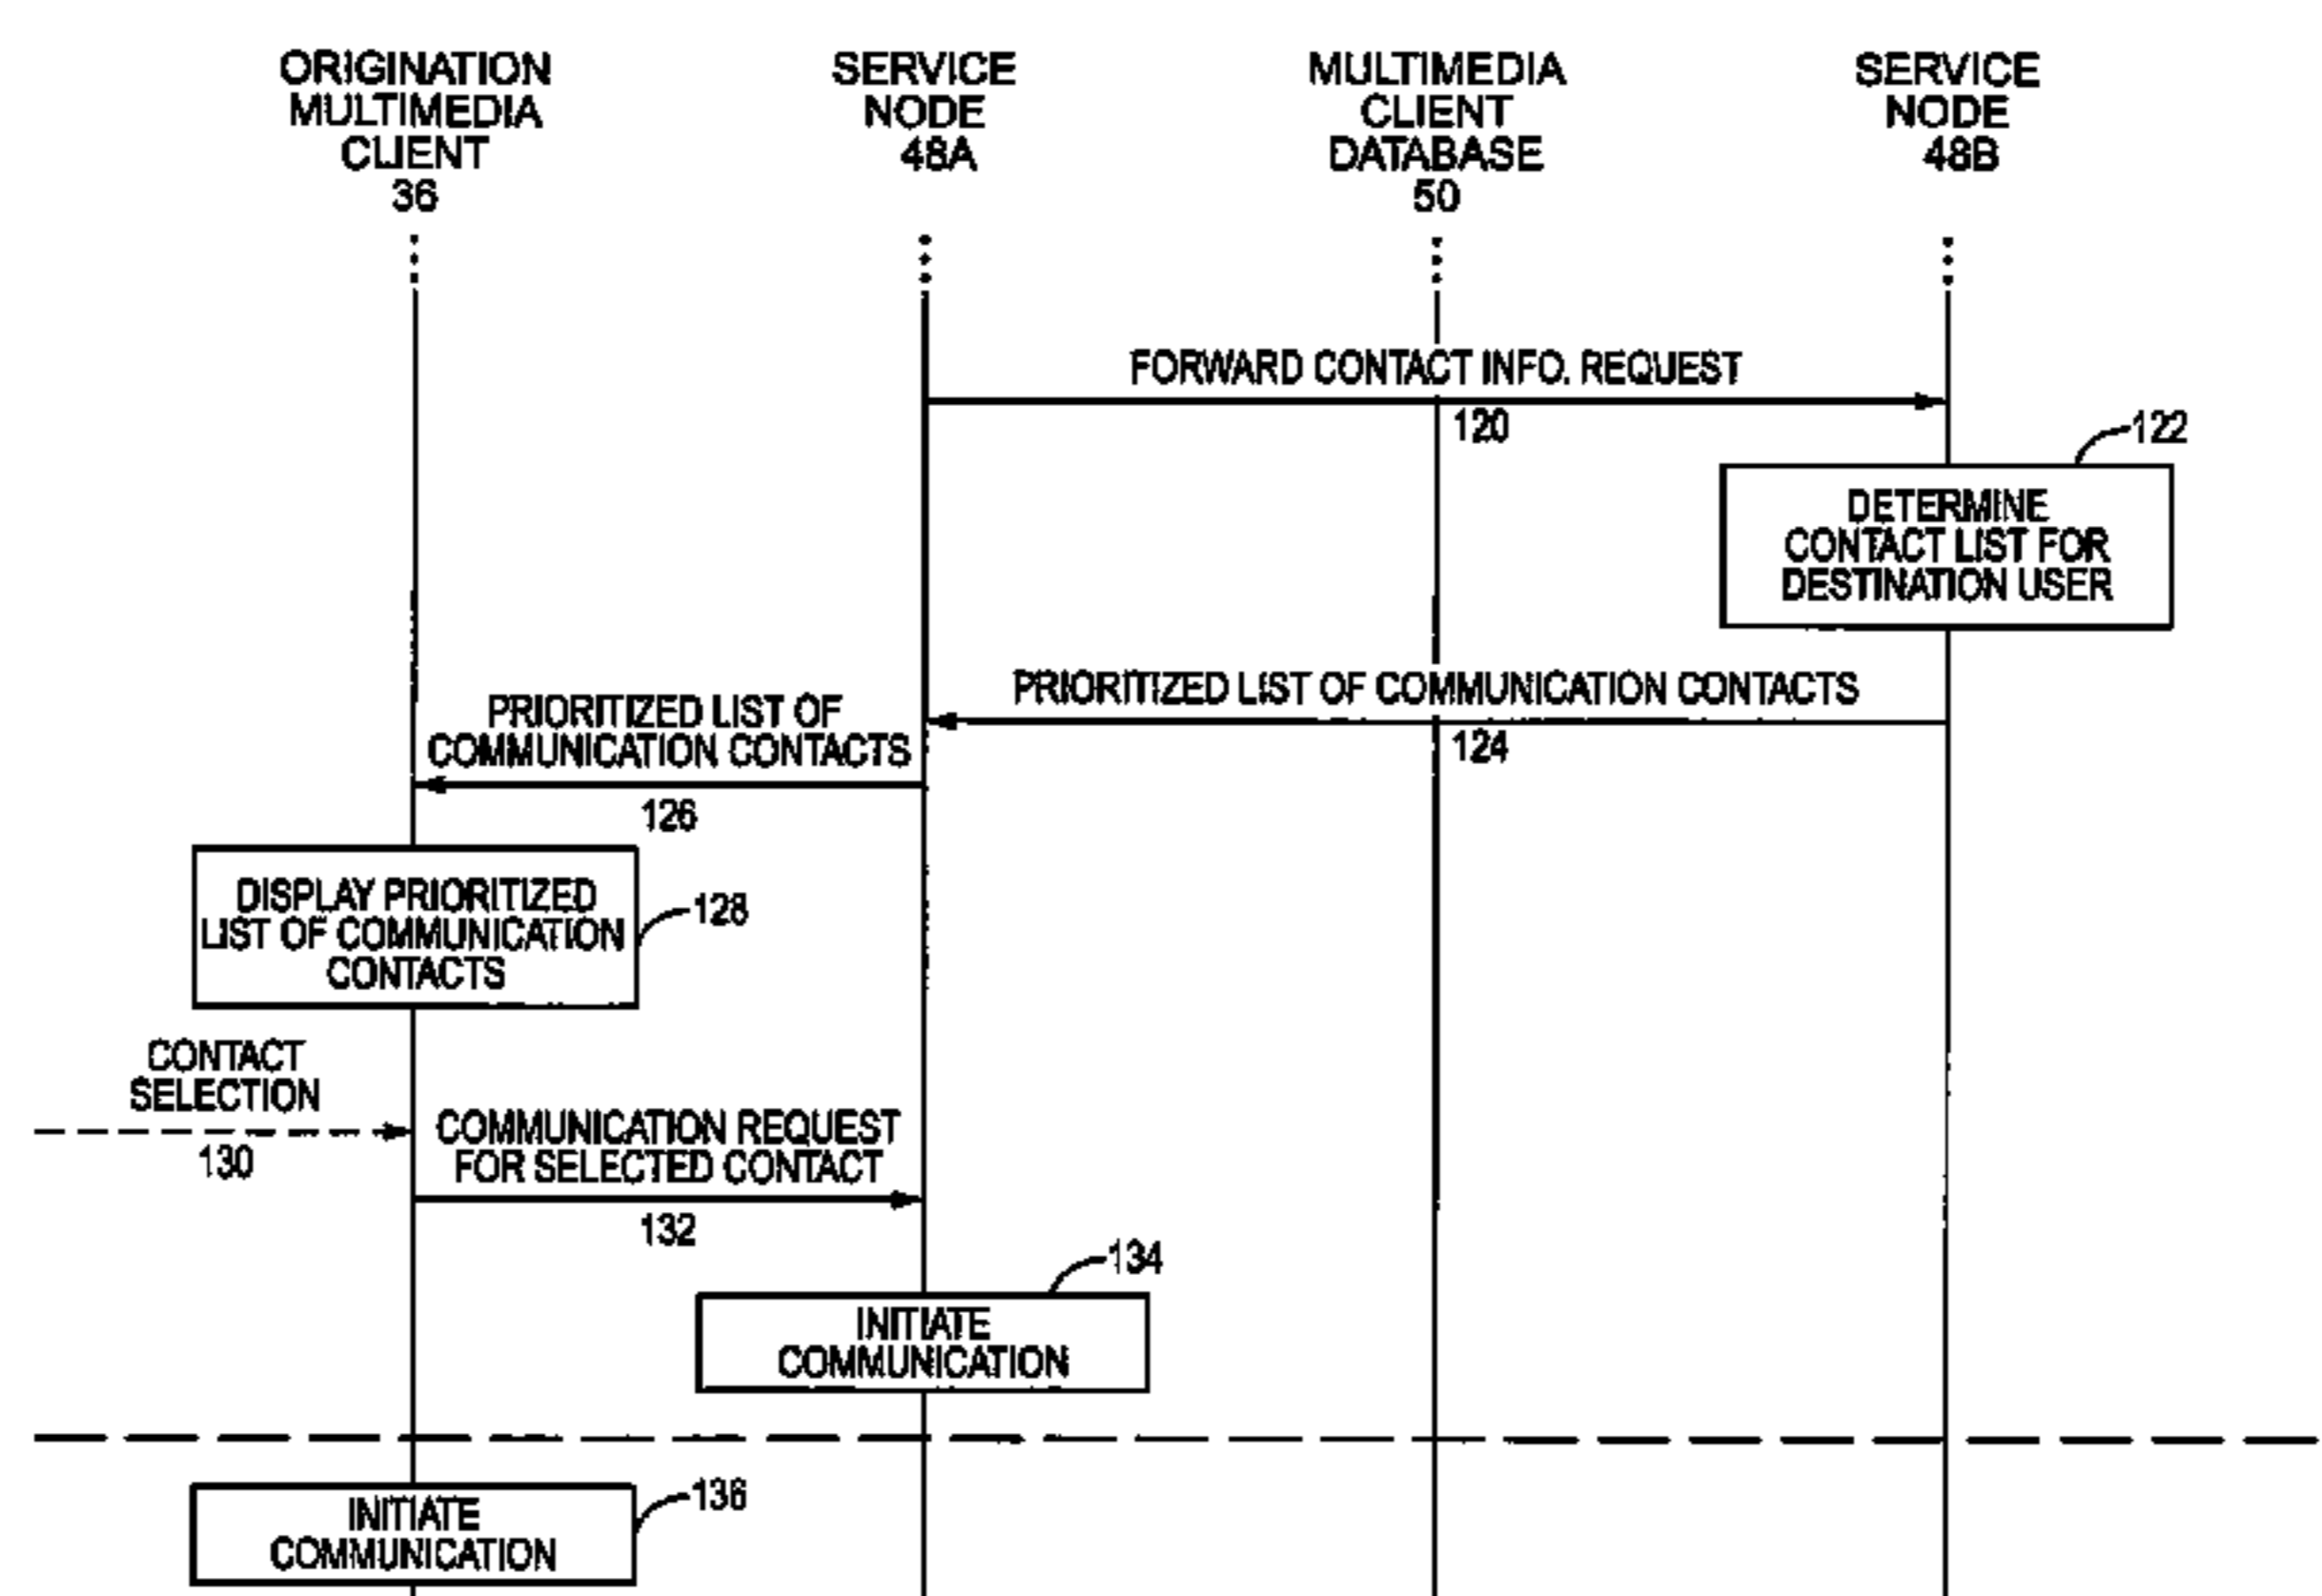 ORIGINATION
MULTIMEDIA
CLIENT
36
SERVICE
NODE
48A
MULTIMEDIA
CLIENT
DATABASE
50
SERVICE
NODE
48B
FORWARD CONTACT INFO. REQUEST
120
122
DETERMINE
CONTACT LIST FOR
DESTINATION USER
PRIORITIZED LIST OF COMMUNICATION CONTACTS
124
PRIORITIZED LIST OF
COMMUNICATION CONTACTS
126
DISPLAY PRIORITIZED
LIST OF COMMUNICATION
CONTACTS
128
CONTACT
SELECTION
130
COMMUNICATION REQUEST
FOR SELECTED CONTACT
132
134
INITIATE
COMMUNICATION
136
INITIATE
COMMUNICATION